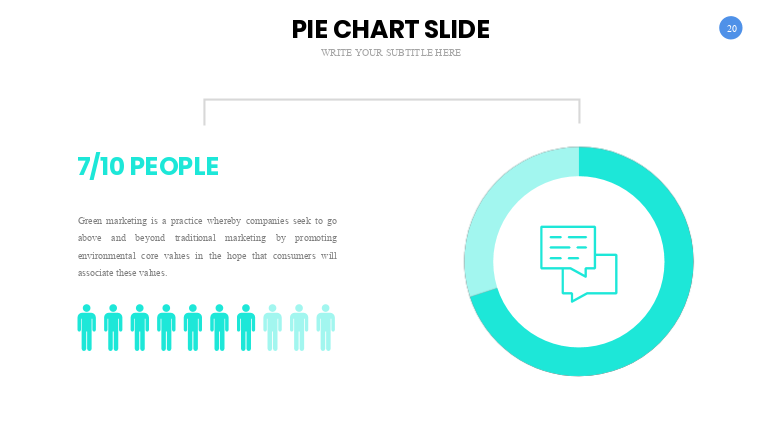 PIE CHART SLIDE
20
WRITE YOUR SUBTITLE HERE
7/10 PEOPLE
Green marketing is a practice whereby companies seek to go
above and beyond traditional marketing by promoting
environmental core values in the hope that consumers will
associate these values.